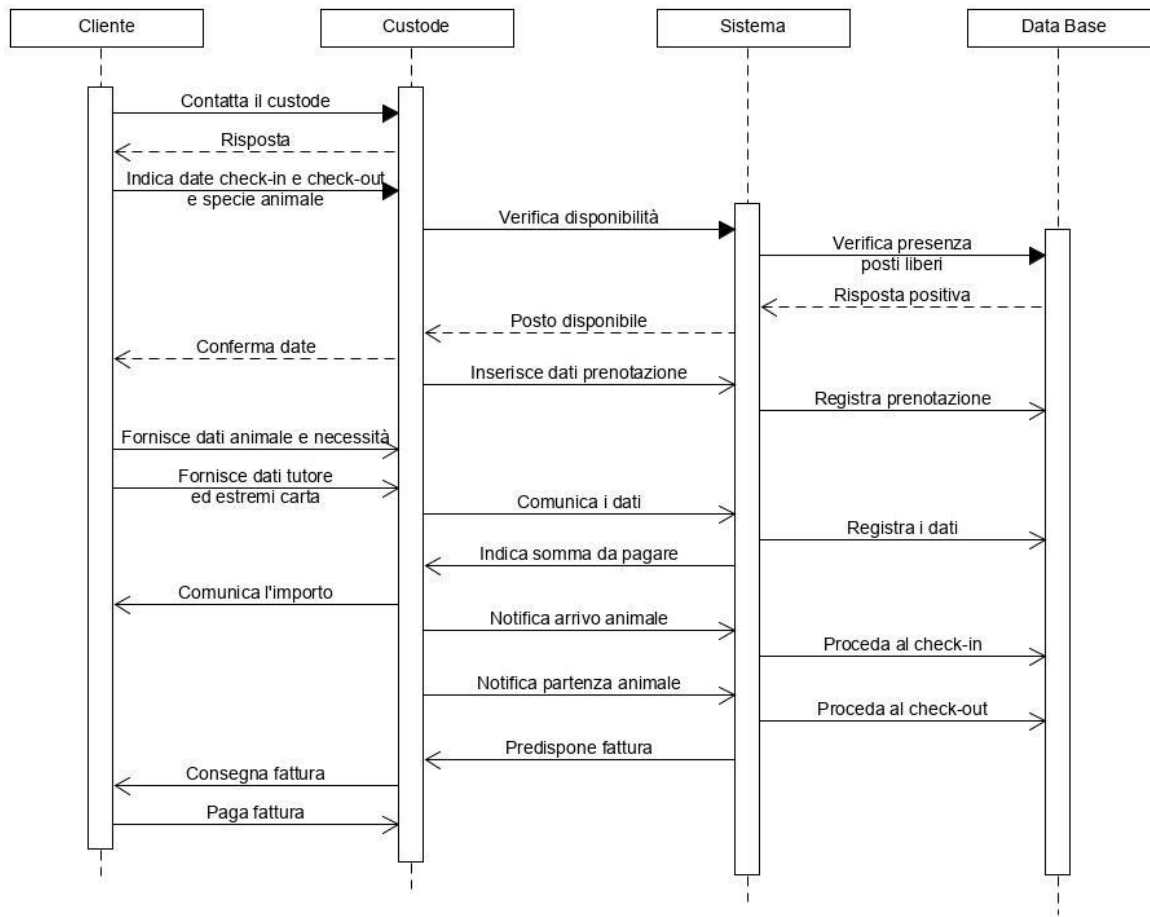 Cliente
Custode
Sistema
Data Base
Contatta il custode
Risposta
Indica date check-in e check-out
e specie animale
Verifica disponibilità
Verifica presenza
posti liberi
Risposta positiva
Posto disponibile
Conferma date
Inserisce dati prenotazione
Registra prenotazione
Fornisce dati animale e necessità
Fornisce dati tutore
ed estremi carta
Comunica i dati
Registra i dati
Indica somma da pagare
Comunica l'importo
Notifica arrivo animale
Proceda al check-in
Notifica partenza animale
Proceda al check-out
Predispone fattura
Consegna fattura
Paga fattura